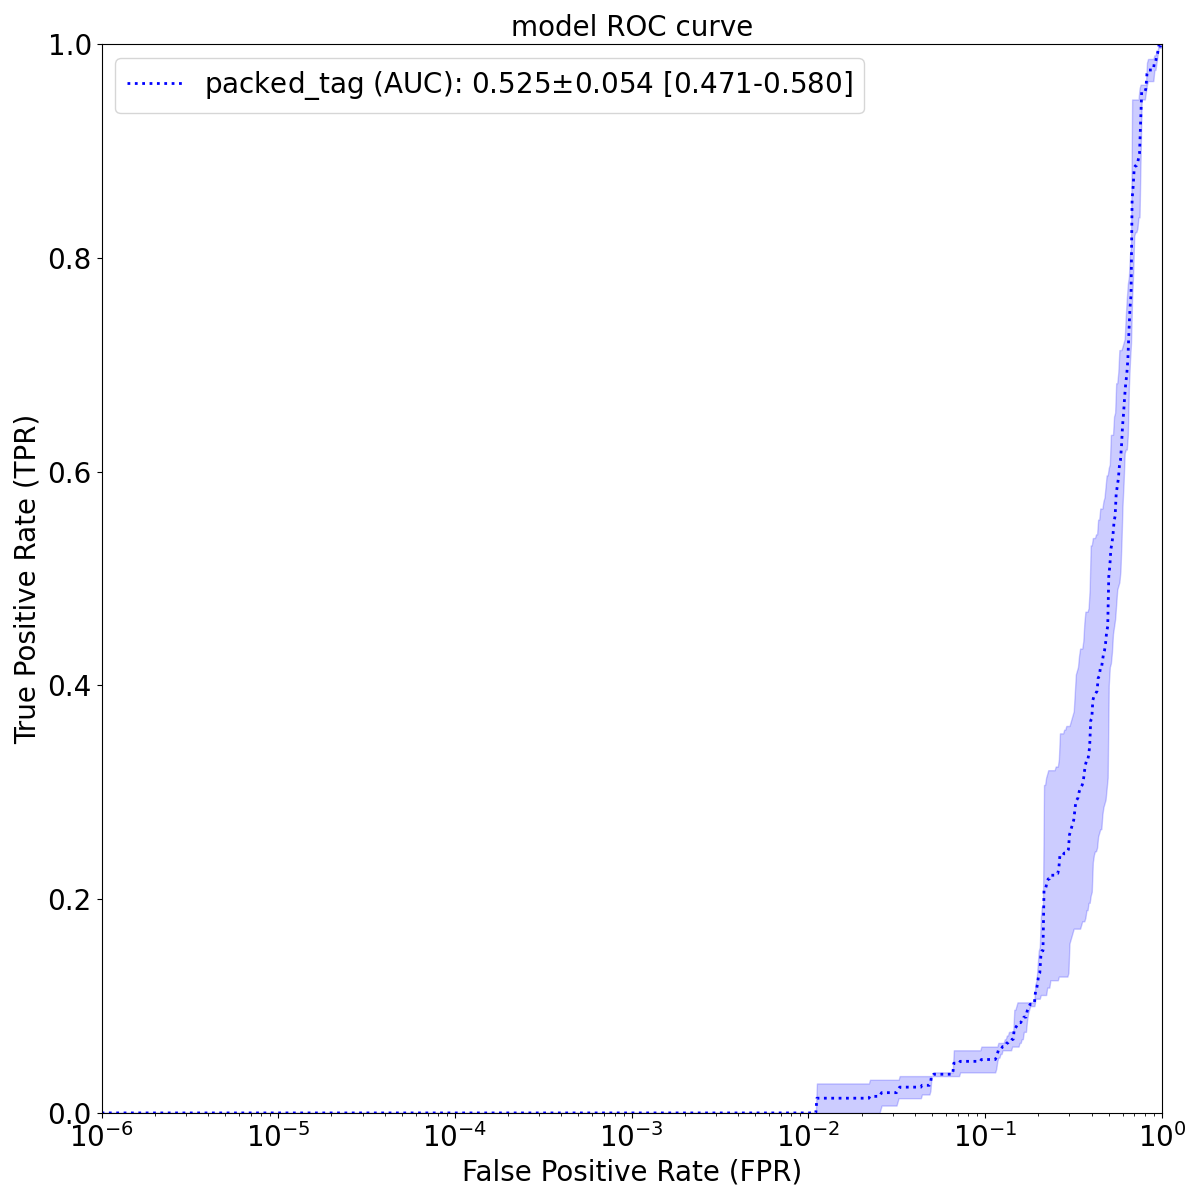 model ROC curve
packed_tag (AUC): 0.525±0.054 [0.471-0.580]
True Positive Rate (TPR)
1.0
0.8
0.6
0.4
0.2
0.0
10⁻⁶ 10⁻⁵ 10⁻⁴ 10⁻³ 10⁻² 10⁻¹ 10⁰
False Positive Rate (FPR)